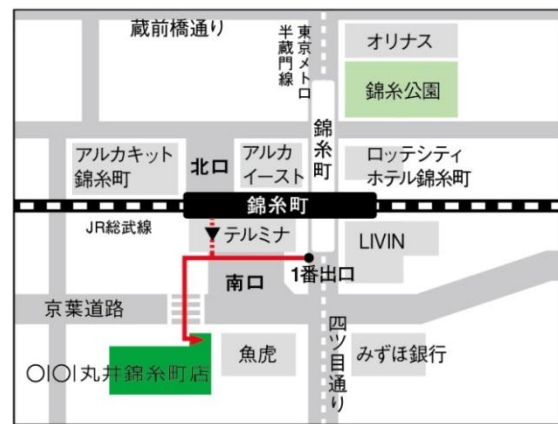 蔵前橋通り
東京メトロ
半蔵門線
オリナス
錦糸公園
アルカキット
錦糸町
北口
アルカ
イースト
錦糸町
ロッテシティ
ホテル錦糸町
錦糸町
JR総武線
テルミナ
LIVIN
南口
1番出口
京葉道路
四ツ目通り
魚虎
みずほ銀行
○|○|丸井錦糸町店